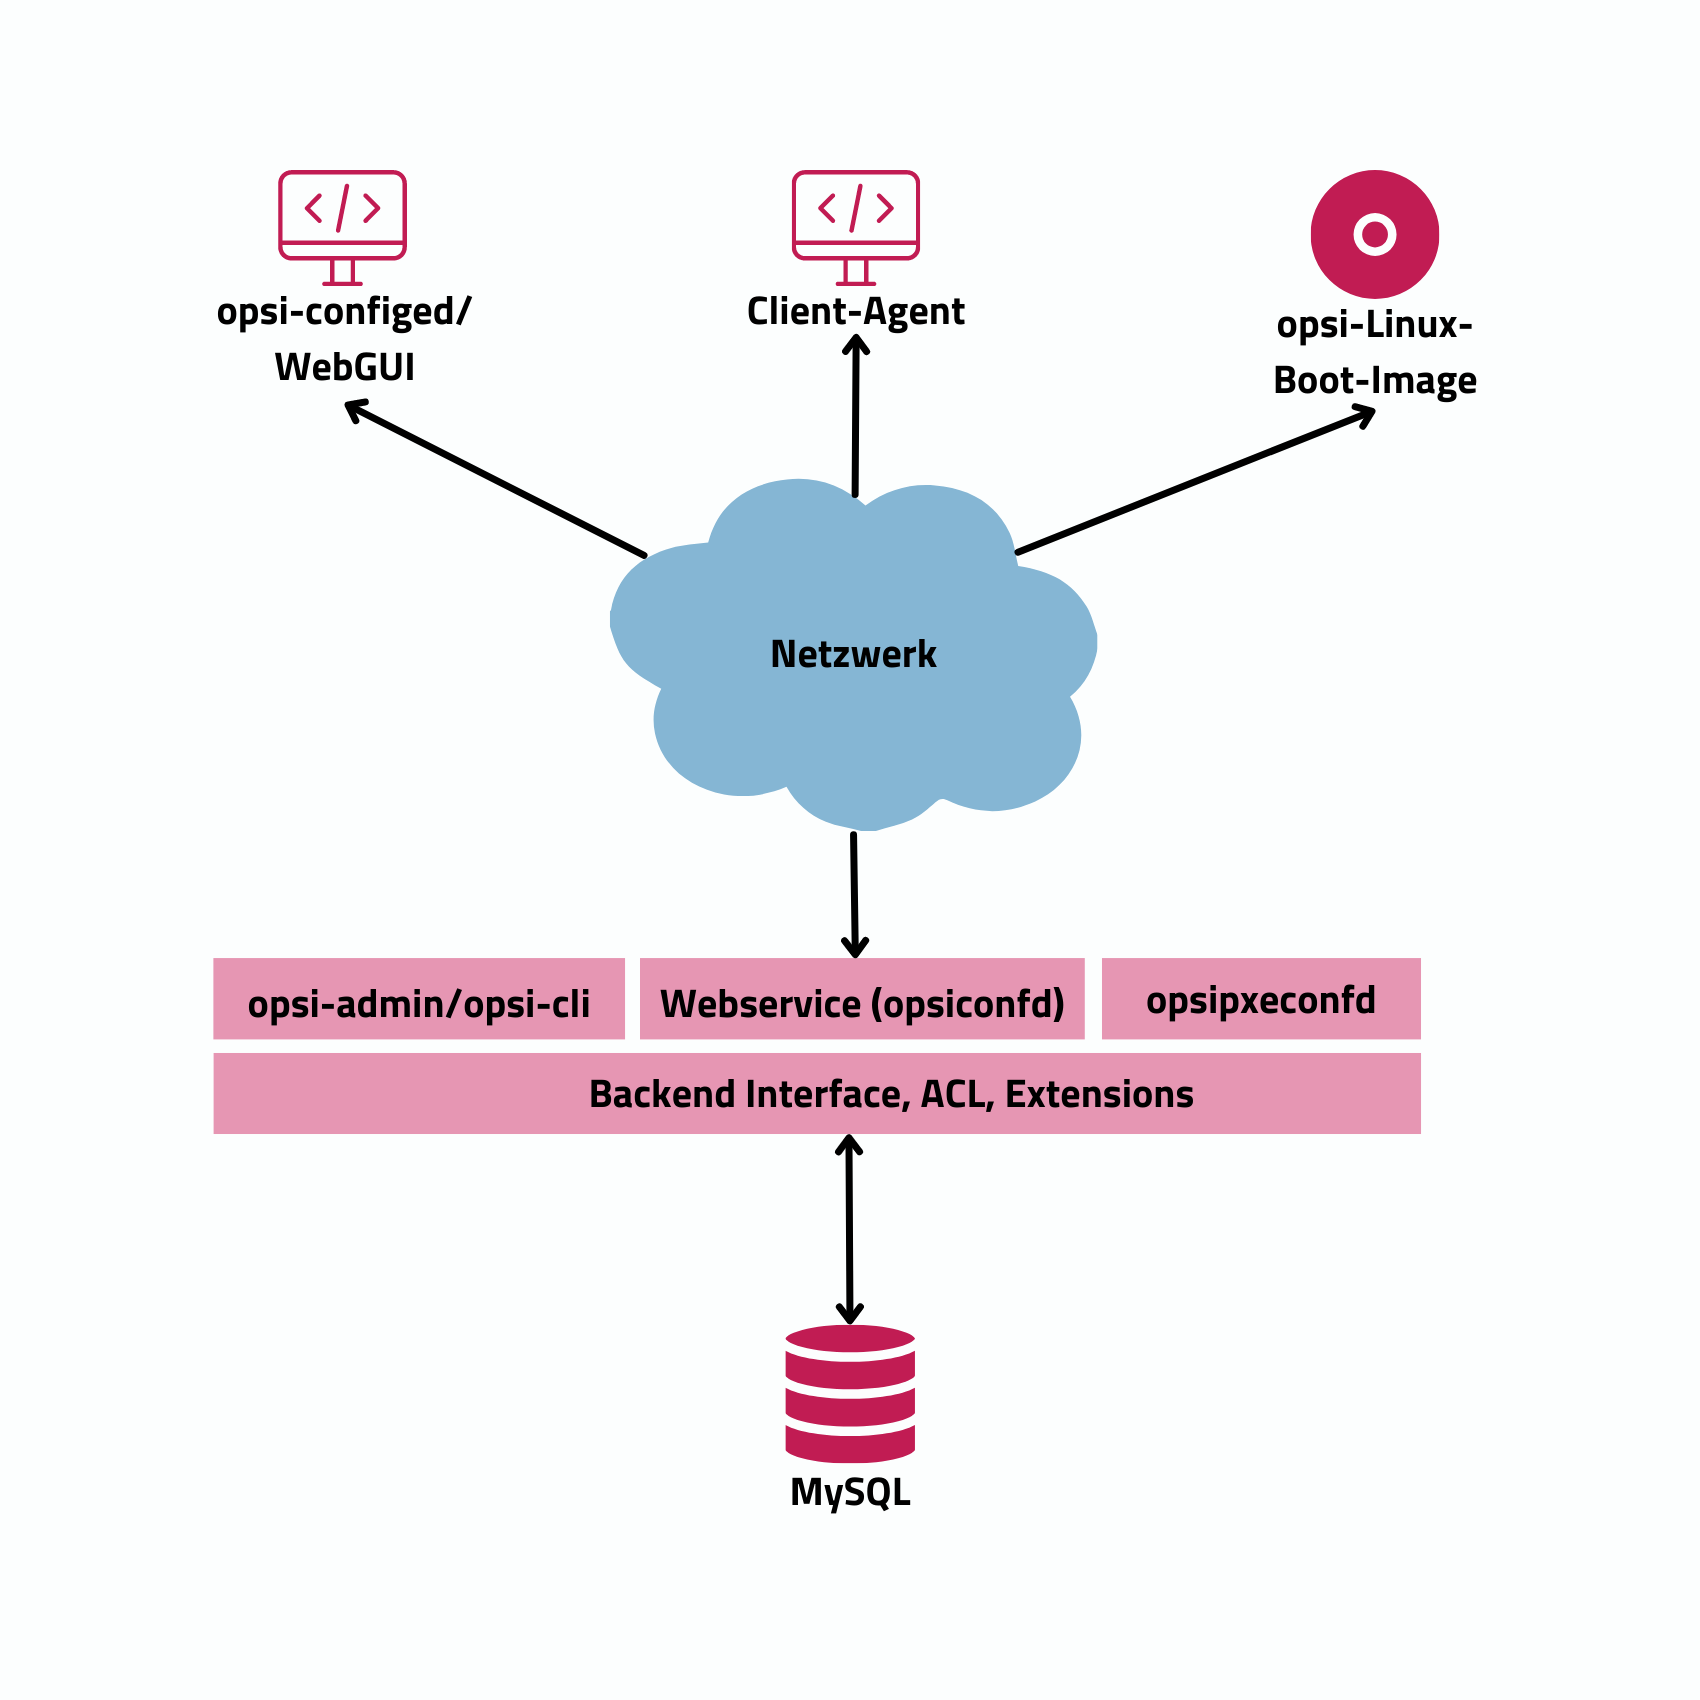 opsi-configed/
WebGUI
Client-Agent
opsi-Linux-
Boot-Image
Netzwerk
opsi-admin/opsi-cli
Webservice (opsiconfd)
opsipxeconfd
Backend Interface, ACL, Extensions
MySQL